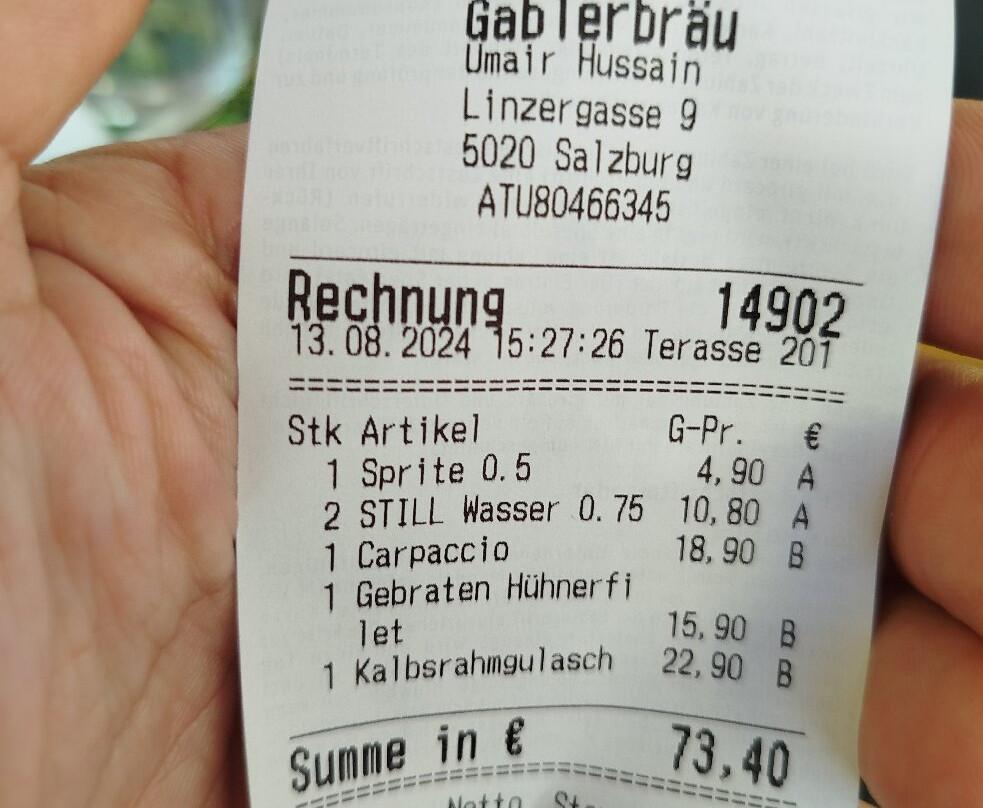 Gablerbräu
Umair Hussain
Linzergasse 9
5020 Salzburg
ATU80466345
Rechnung 14902
13.08.2024 15:27:26 Terasse 201
================================================
Stk Artikel G-Pr. €
1 Sprite 0.5 4,90 A
2 STILL Wasser 0.75 10,80 A
1 Carpaccio 18,90 B
1 Gebraten Hühnerfi
let 15,90 B
1 Kalbsrahmgulasch 22,90 B
Summe in € 73,40
Netto